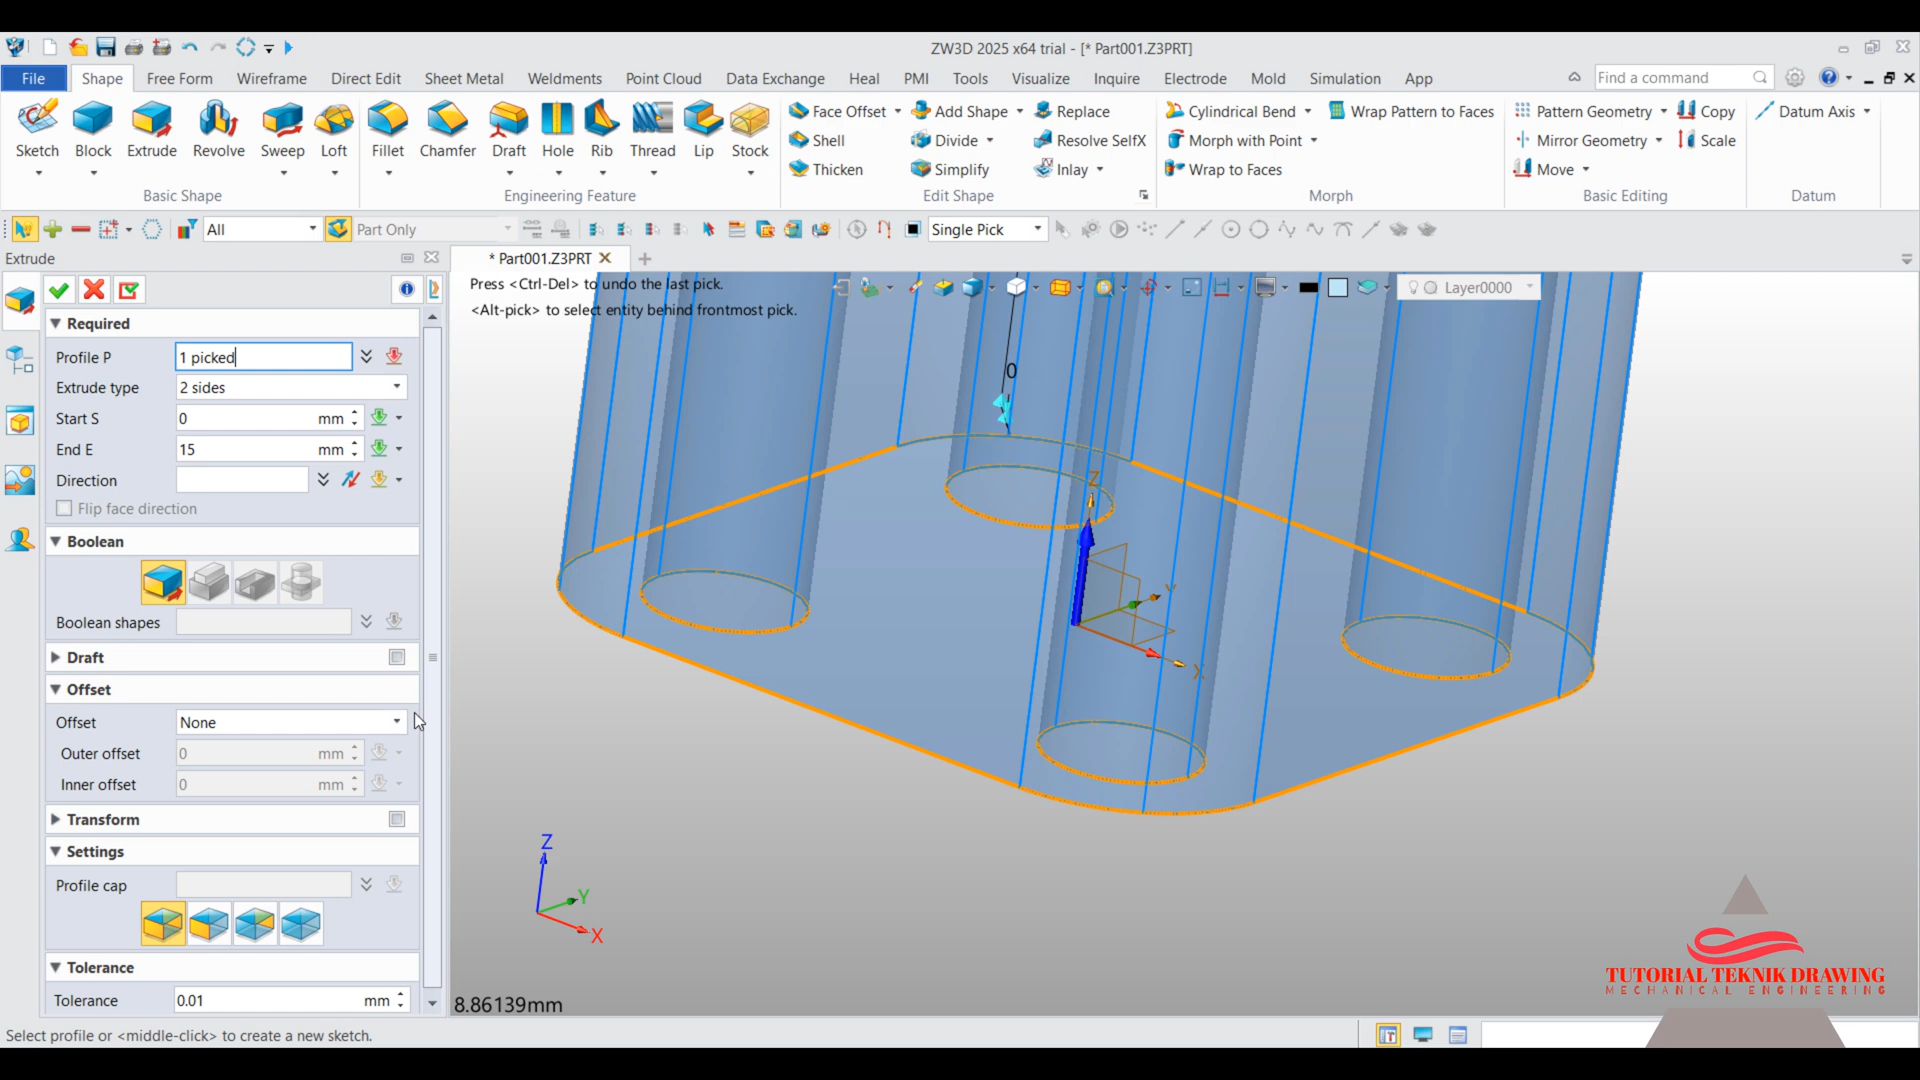 ZW3D 2025 x64 trial - [* Part001.Z3PRT]
File Shape Free Form Wireframe Direct Edit Sheet Metal Weldments Point Cloud Data Exchange Heal PMI Tools Visualize Inquire Electrode Mold Simulation App Find a command
Sketch Block Extrude Revolve Sweep Loft Fillet Chamfer Draft Hole Rib Thread Lip Stock
Face Offset Add Shape Replace Cylindrical Bend Wrap Pattern to Faces Pattern Geometry Copy Datum Axis
Shell Divide Resolve SelfX Morph with Point Mirror Geometry Scale
Thicken Simplify Inlay Wrap to Faces Move
Basic Shape Engineering Feature Edit Shape Morph Basic Editing Datum
All Part Only Single Pick
Extrude
* Part001.Z3PRT
Press <Ctrl-Del> to undo the last pick.
<Alt-pick> to select entity behind frontmost pick.
Layer0000
Required
Profile P 1 picked
Extrude type 2 sides
Start S 0 mm
End E 15 mm
Direction
Flip face direction
Boolean
Boolean shapes
Draft
Offset
Offset None
Outer offset 0 mm
Inner offset 0 mm
Transform
Settings
Profile cap
Tolerance
Tolerance 0.01 mm
0
Z
Y
X
Z
Y
X
8.86139mm
TUTORIAL TEKNIK DRAWING
MECHANICAL ENGINEERING
Select profile or <middle-click> to create a new sketch.